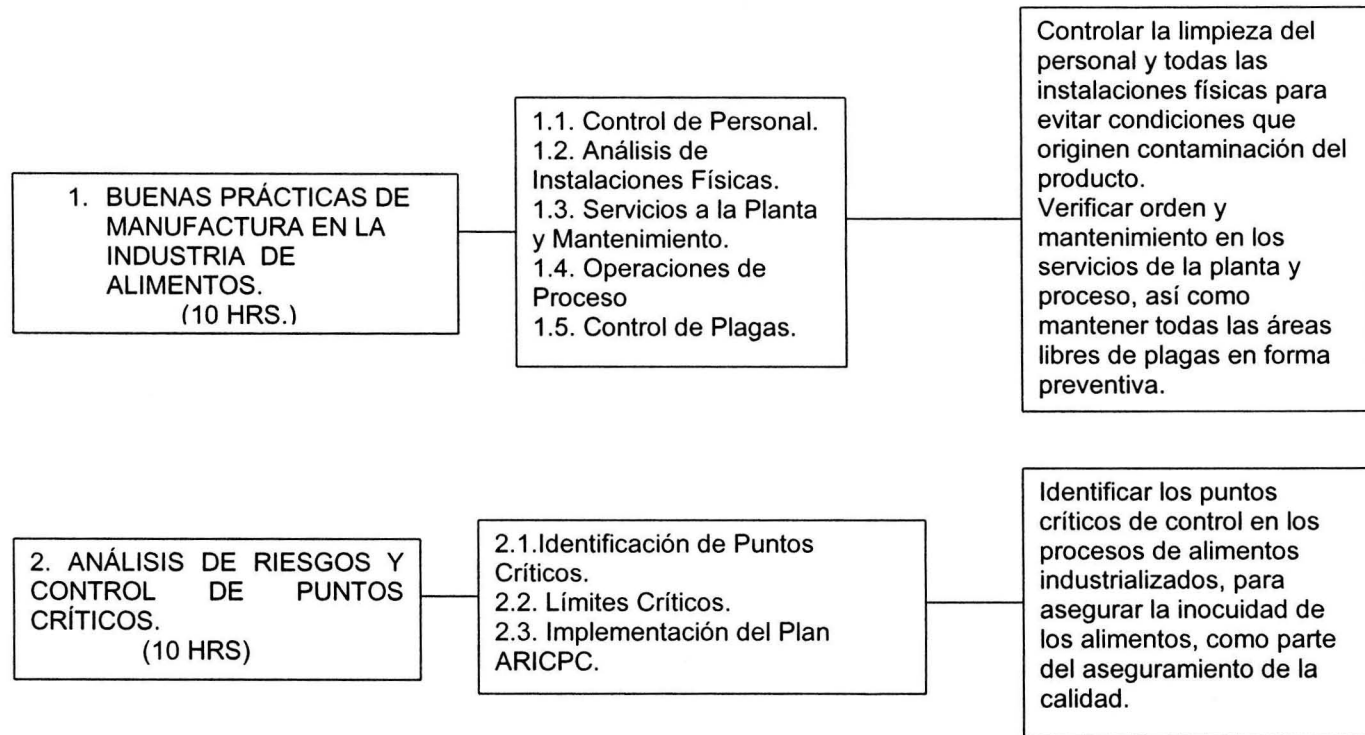 1. BUENAS PRÁCTICAS DE
MANUFACTURA EN LA
INDUSTRIA DE
ALIMENTOS.
(10 HRS.)
1.1. Control de Personal.
1.2. Análisis de
Instalaciones Físicas.
1.3. Servicios a la Planta
y Mantenimiento.
1.4. Operaciones de
Proceso
1.5. Control de Plagas.
Controlar la limpieza del
personal y todas las
instalaciones físicas para
evitar condiciones que
originen contaminación del
producto.
Verificar orden y
mantenimiento en los
servicios de la planta y
proceso, así como
mantener todas las áreas
libres de plagas en forma
preventiva.
2. ANÁLISIS DE RIESGOS Y
CONTROL DE PUNTOS
CRÍTICOS.
(10 HRS)
2.1.Identificación de Puntos
Críticos.
2.2. Límites Críticos.
2.3. Implementación del Plan
ARICPC.
Identificar los puntos
críticos de control en los
procesos de alimentos
industrializados, para
asegurar la inocuidad de
los alimentos, como parte
del aseguramiento de la
calidad.